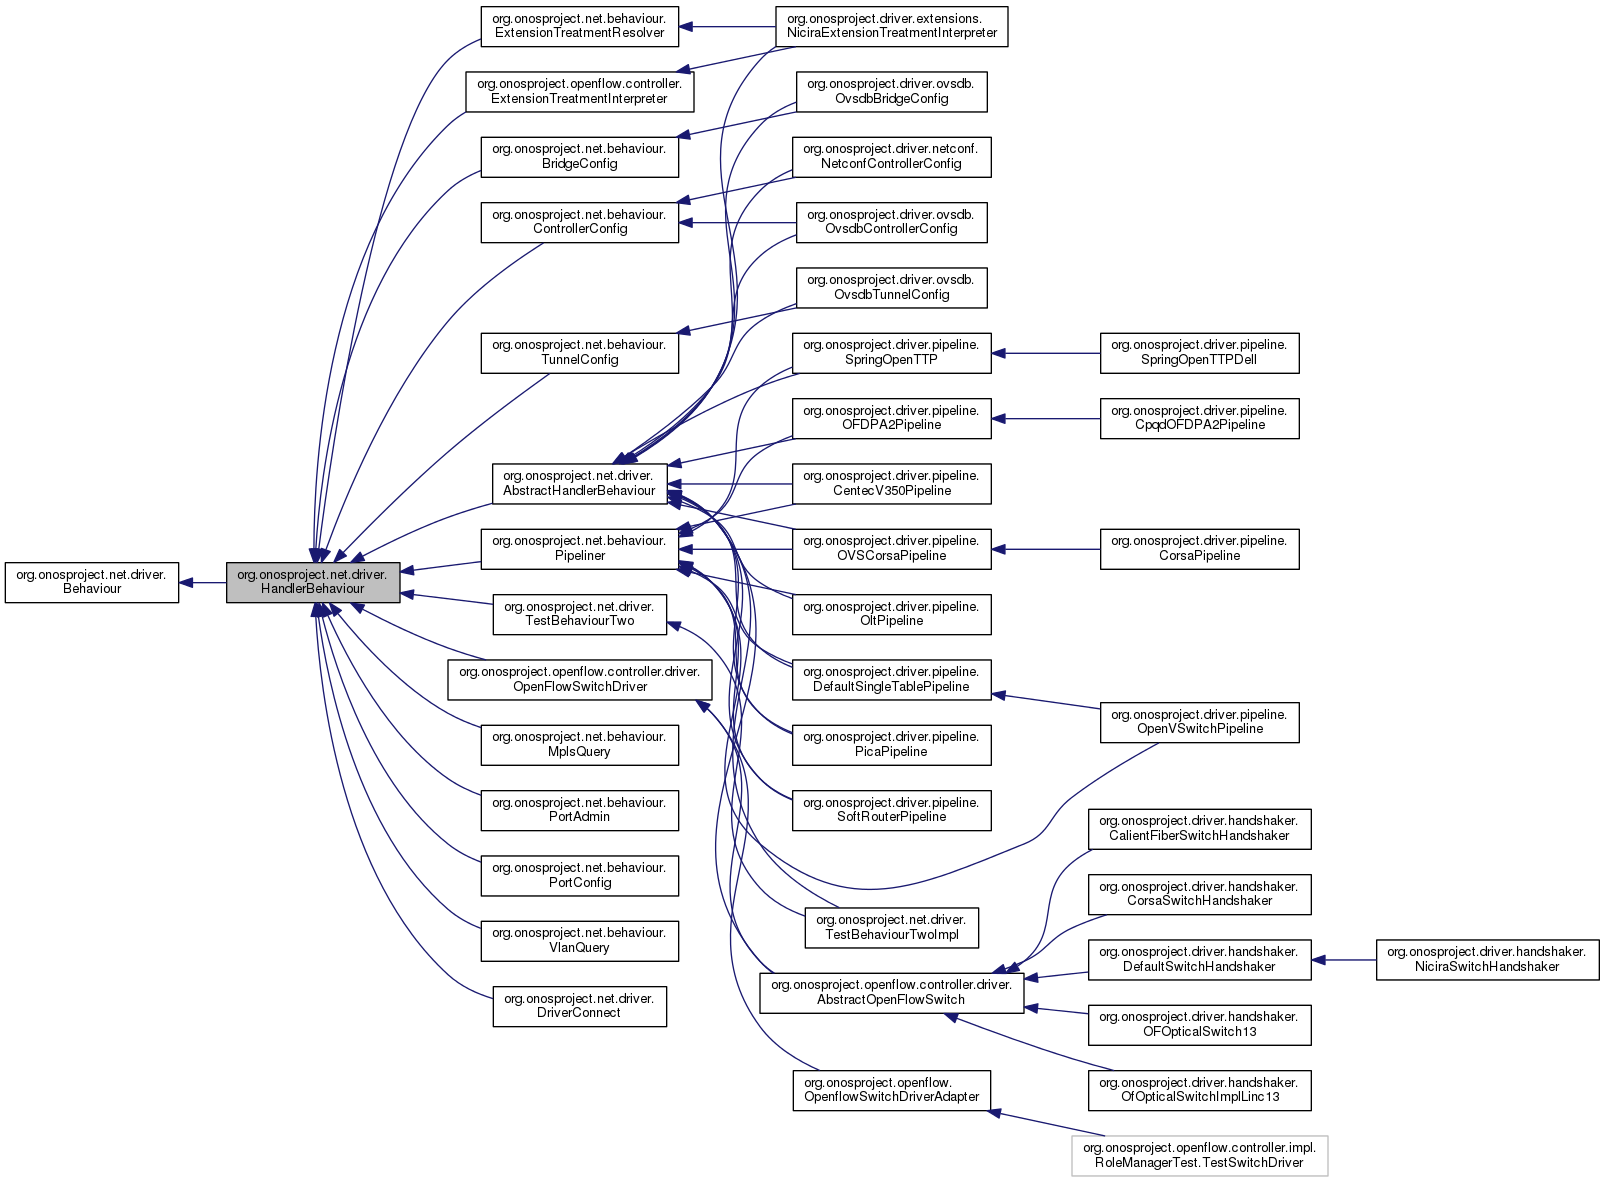 org.onosproject.net.driver.
Behaviour
org.onosproject.net.driver.
HandlerBehaviour
org.onosproject.net.behaviour.
ExtensionTreatmentResolver
org.onosproject.openflow.controller.
ExtensionTreatmentInterpreter
org.onosproject.net.behaviour.
BridgeConfig
org.onosproject.net.behaviour.
ControllerConfig
org.onosproject.net.behaviour.
TunnelConfig
org.onosproject.net.driver.
AbstractHandlerBehaviour
org.onosproject.net.behaviour.
Pipeliner
org.onosproject.net.driver.
TestBehaviourTwo
org.onosproject.openflow.controller.driver.
OpenFlowSwitchDriver
org.onosproject.net.behaviour.
MplsQuery
org.onosproject.net.behaviour.
PortAdmin
org.onosproject.net.behaviour.
PortConfig
org.onosproject.net.behaviour.
VlanQuery
org.onosproject.net.driver.
DriverConnect
org.onosproject.driver.extensions.
NiciraExtensionTreatmentInterpreter
org.onosproject.driver.ovsdb.
OvsdbBridgeConfig
org.onosproject.driver.netconf.
NetconfControllerConfig
org.onosproject.driver.ovsdb.
OvsdbControllerConfig
org.onosproject.driver.ovsdb.
OvsdbTunnelConfig
org.onosproject.driver.pipeline.
SpringOpenTTP
org.onosproject.driver.pipeline.
OFDPA2Pipeline
org.onosproject.driver.pipeline.
CentecV350Pipeline
org.onosproject.driver.pipeline.
OVSCorsaPipeline
org.onosproject.driver.pipeline.
OltPipeline
org.onosproject.driver.pipeline.
DefaultSingleTablePipeline
org.onosproject.driver.pipeline.
PicaPipeline
org.onosproject.driver.pipeline.
SoftRouterPipeline
org.onosproject.net.driver.
TestBehaviourTwoImpl
org.onosproject.openflow.controller.driver.
AbstractOpenFlowSwitch
org.onosproject.openflow.
OpenflowSwitchDriverAdapter
org.onosproject.driver.pipeline.
SpringOpenTTPDell
org.onosproject.driver.pipeline.
CpqdOFDPA2Pipeline
org.onosproject.driver.pipeline.
CorsaPipeline
org.onosproject.driver.pipeline.
OpenVSwitchPipeline
org.onosproject.driver.handshaker.
CalientFiberSwitchHandshaker
org.onosproject.driver.handshaker.
CorsaSwitchHandshaker
org.onosproject.driver.handshaker.
DefaultSwitchHandshaker
org.onosproject.driver.handshaker.
OFOpticalSwitch13
org.onosproject.driver.handshaker.
OfOpticalSwitchImplLinc13
org.onosproject.openflow.controller.impl.
RoleManagerTest.TestSwitchDriver
org.onosproject.driver.handshaker.
NiciraSwitchHandshaker